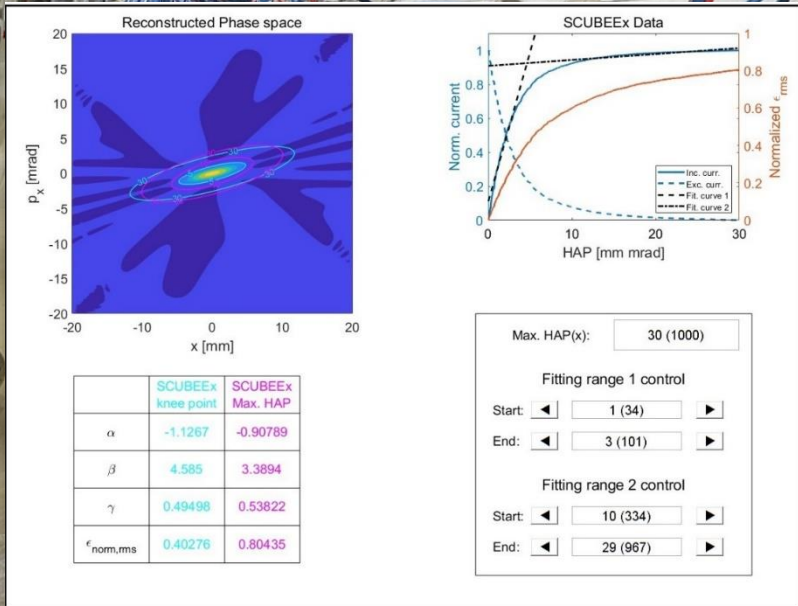 Reconstructed Phase space
20
15
10
5
0
-5
-10
-15
-20
-20
-10
0
10
20
p_x [mrad]
x [mm]
30
30
30
30
SCUBEEx Data
1
0.8
0.6
0.4
0.2
0
1
0.8
0.6
0.4
0.2
0
0
10
20
30
Norm. current
Normalized ϵ_rms
HAP [mm mrad]
Inc. curr.
Exc. curr.
Fit. curve 1
Fit. curve 2
SCUBEEx
knee point
SCUBEEx
Max. HAP
α
-1.1267
-0.90789
β
4.585
3.3894
γ
0.49498
0.53822
ϵ_norm,rms
0.40276
0.80435
Max. HAP(x):
30 (1000)
Fitting range 1 control
Start:
1 (34)
End:
3 (101)
Fitting range 2 control
Start:
10 (334)
End:
29 (967)